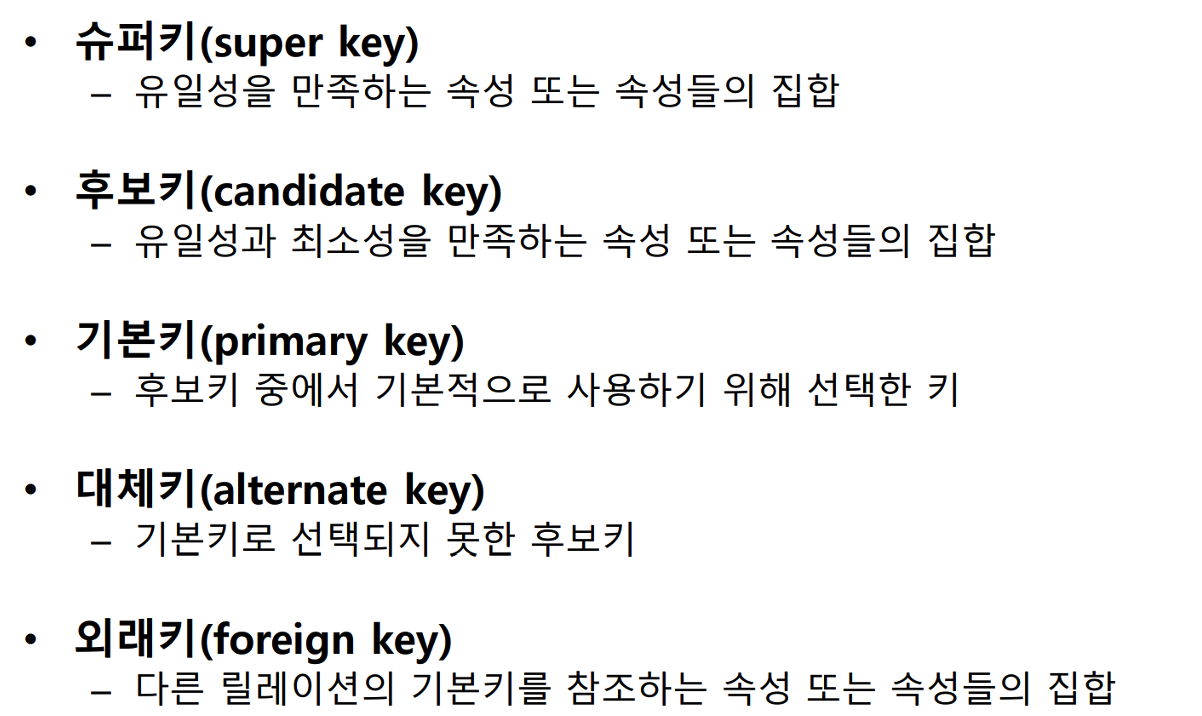 • 슈퍼키(super key)
– 유일성을 만족하는 속성 또는 속성들의 집합
• 후보키(candidate key)
– 유일성과 최소성을 만족하는 속성 또는 속성들의 집합
• 기본키(primary key)
– 후보키 중에서 기본적으로 사용하기 위해 선택한 키
• 대체키(alternate key)
– 기본키로 선택되지 못한 후보키
• 외래키(foreign key)
– 다른 릴레이션의 기본키를 참조하는 속성 또는 속성들의 집합